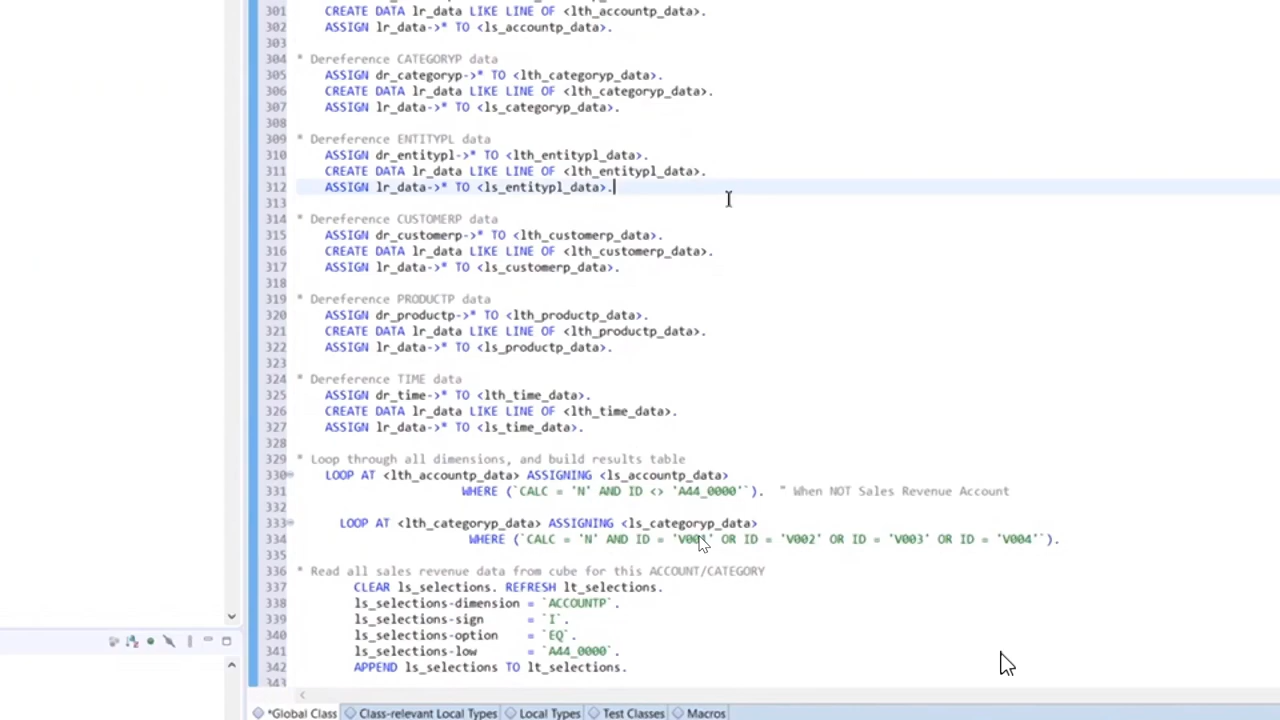 301 CREATE DATA lr_data LIKE LINE OF <lth_accountp_data>.
302 ASSIGN lr_data->* TO <ls_accountp_data>.
303
304 * Dereference CATEGORYP data
305 ASSIGN dr_categoryp->* TO <lth_categoryp_data>.
306 CREATE DATA lr_data LIKE LINE OF <lth_categoryp_data>.
307 ASSIGN lr_data->* TO <ls_categoryp_data>.
308
309 * Dereference ENTITYPL data
310 ASSIGN dr_entitypl->* TO <lth_entitypl_data>.
311 CREATE DATA lr_data LIKE LINE OF <lth_entitypl_data>.
312 ASSIGN lr_data->* TO <ls_entitypl_data>.
313
314 * Dereference CUSTOMERP data
315 ASSIGN dr_customerp->* TO <lth_customerp_data>.
316 CREATE DATA lr_data LIKE LINE OF <lth_customerp_data>.
317 ASSIGN lr_data->* TO <ls_customerp_data>.
318
319 * Dereference PRODUCTP data
320 ASSIGN dr_productp->* TO <lth_productp_data>.
321 CREATE DATA lr_data LIKE LINE OF <lth_productp_data>.
322 ASSIGN lr_data->* TO <ls_productp_data>.
323
324 * Dereference TIME data
325 ASSIGN dr_time->* TO <lth_time_data>.
326 CREATE DATA lr_data LIKE LINE OF <lth_time_data>.
327 ASSIGN lr_data->* TO <ls_time_data>.
328
329 * Loop through all dimensions, and build results table
330 LOOP AT <lth_accountp_data> ASSIGNING <ls_accountp_data>
331 WHERE (`CALC = 'N' AND ID <> 'A44_0000'`). " When NOT Sales Revenue Account
332
333 LOOP AT <lth_categoryp_data> ASSIGNING <ls_categoryp_data>
334 WHERE (`CALC = 'N' AND ID = 'V001' OR ID = 'V002' OR ID = 'V003' OR ID = 'V004'`).
335
336 * Read all sales revenue data from cube for this ACCOUNT/CATEGORY
337 CLEAR ls_selections. REFRESH lt_selections.
338 ls_selections-dimension = `ACCOUNTP`.
339 ls_selections-sign = `I`.
340 ls_selections-option = `EQ`.
341 ls_selections-low = `A44_0000`.
342 APPEND ls_selections TO lt_selections.
343
*Global Class Class-relevant Local Types Local Types Test Classes Macros